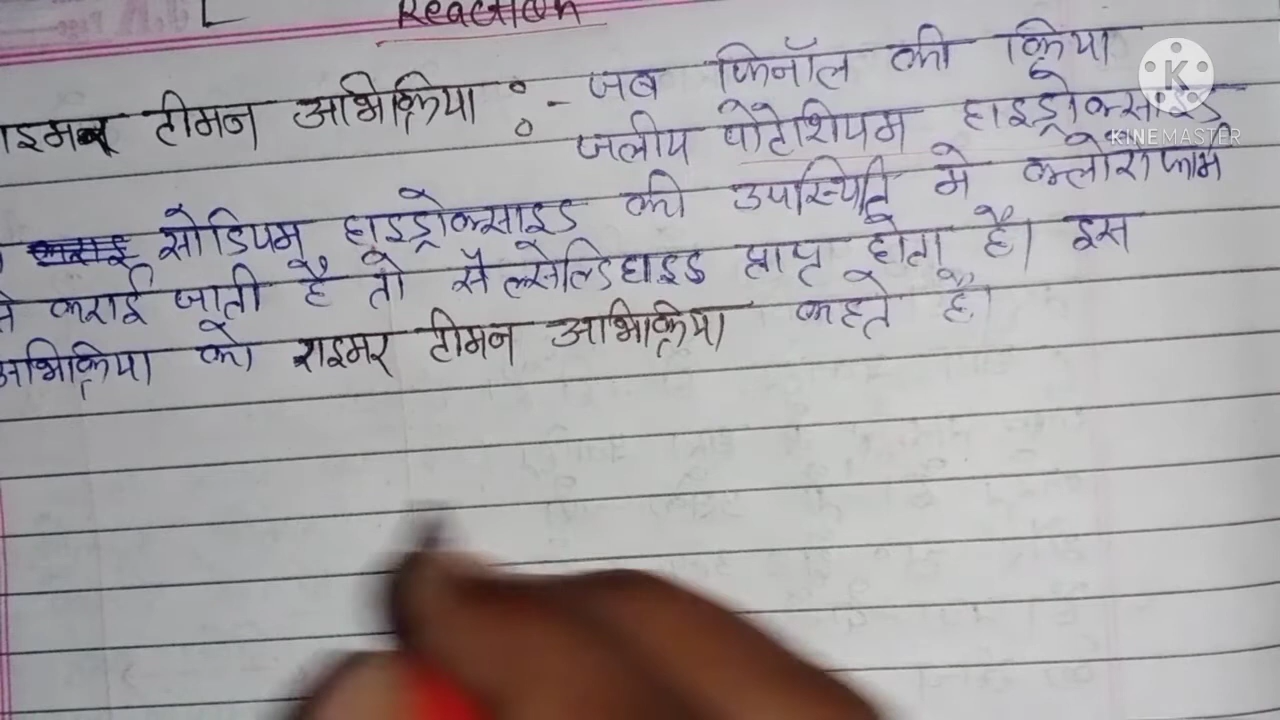 Reaction
राइमर टीमन अभिक्रिया :- जब फिनॉल की क्रिया
जलीय पोटेशियम हाइड्रोक्साइड
सोडियम हाइड्रोक्साइड की उपस्थिति मे क्लोरोफार्म
से कराई जाती है तो सैल्सेल्डिहाइड प्राप्त होता है। इस
अभिक्रिया को राइमर टीमन अभिक्रिया कहते है।
KINEMASTER